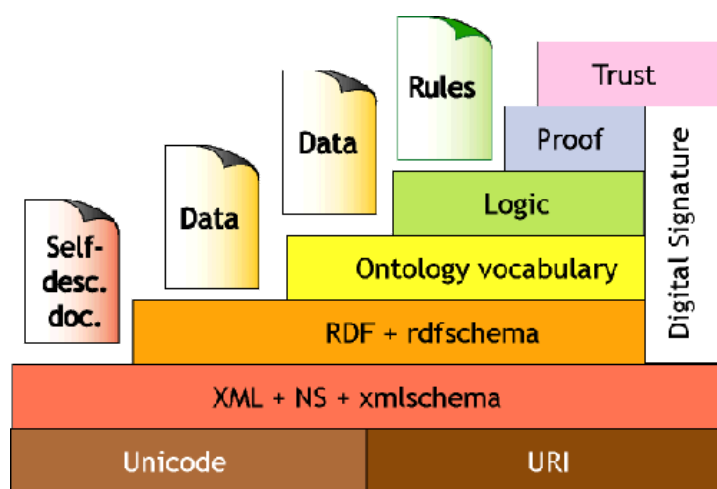 Trust
Rules
Proof
Data
Logic
Digital Signature
Data
Ontology vocabulary
Self-
desc.
doc.
RDF + rdfschema
XML + NS + xmlschema
Unicode
URI